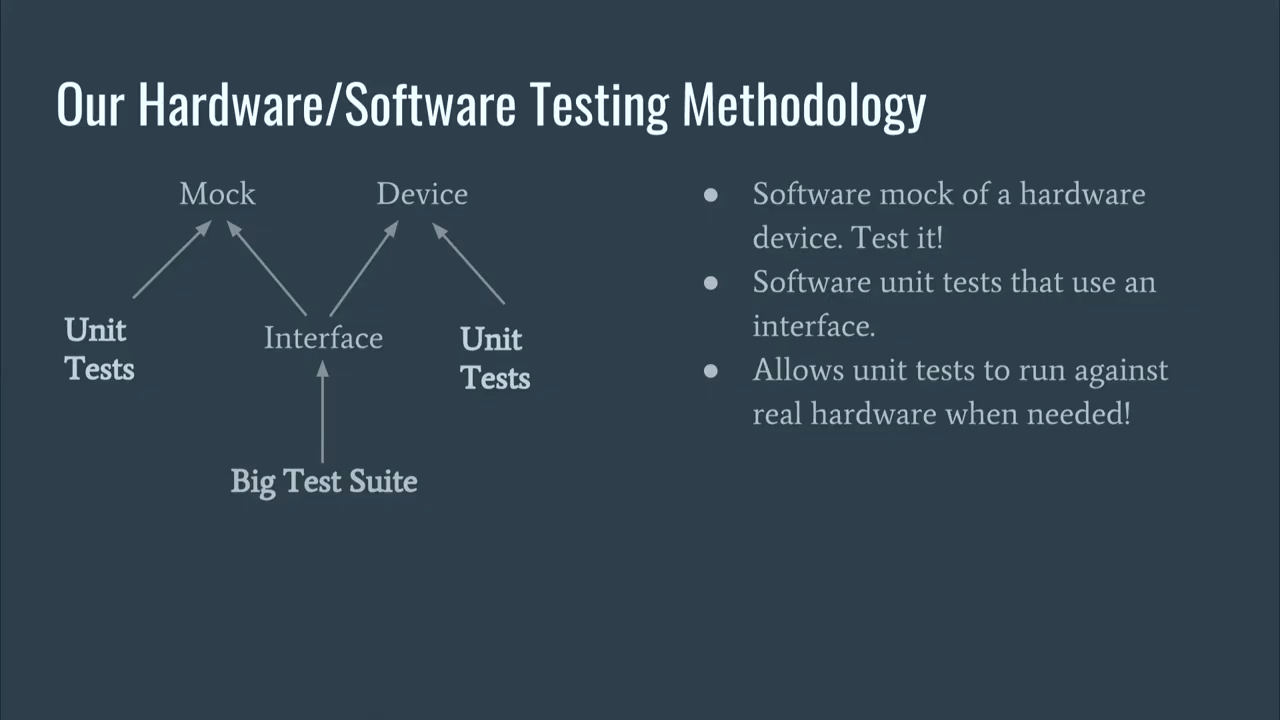 Our Hardware/Software Testing Methodology
Mock
Device
Unit
Tests
Interface
Unit
Tests
Big Test Suite
● Software mock of a hardware
device. Test it!
● Software unit tests that use an
interface.
● Allows unit tests to run against
real hardware when needed!